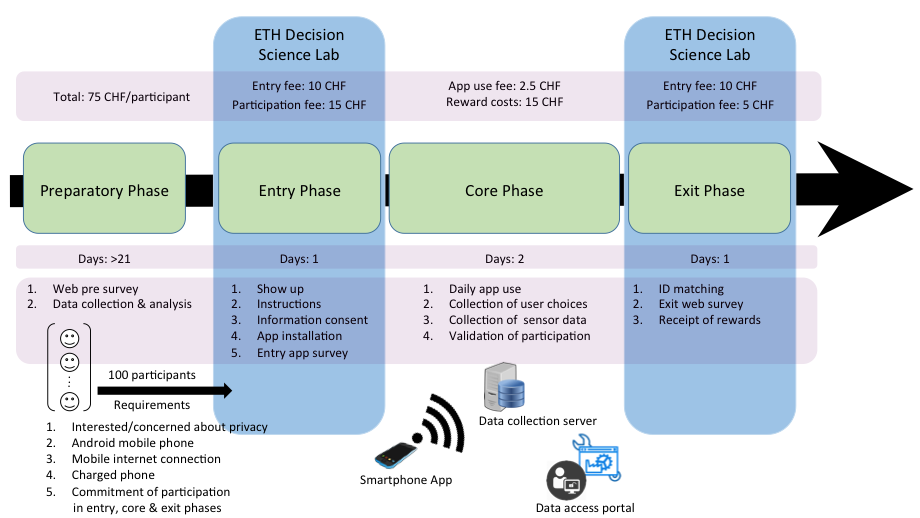 ETH Decision
Science Lab
ETH Decision
Science Lab
Total: 75 CHF/participant
Entry fee: 10 CHF
Participation fee: 15 CHF
App use fee: 2.5 CHF
Reward costs: 15 CHF
Entry fee: 10 CHF
Participation fee: 5 CHF
Preparatory Phase
Entry Phase
Core Phase
Exit Phase
Days: >21
Days: 1
Days: 2
Days: 1
1. Web pre survey
2. Data collection & analysis
1. Show up
2. Instructions
3. Information consent
4. App installation
5. Entry app survey
1. Daily app use
2. Collection of user choices
3. Collection of sensor data
4. Validation of participation
1. ID matching
2. Exit web survey
3. Receipt of rewards
100 participants
Requirements
1. Interested/concerned about privacy
2. Android mobile phone
3. Mobile internet connection
4. Charged phone
5. Commitment of participation
in entry, core & exit phases
Smartphone App
Data collection server
Data access portal